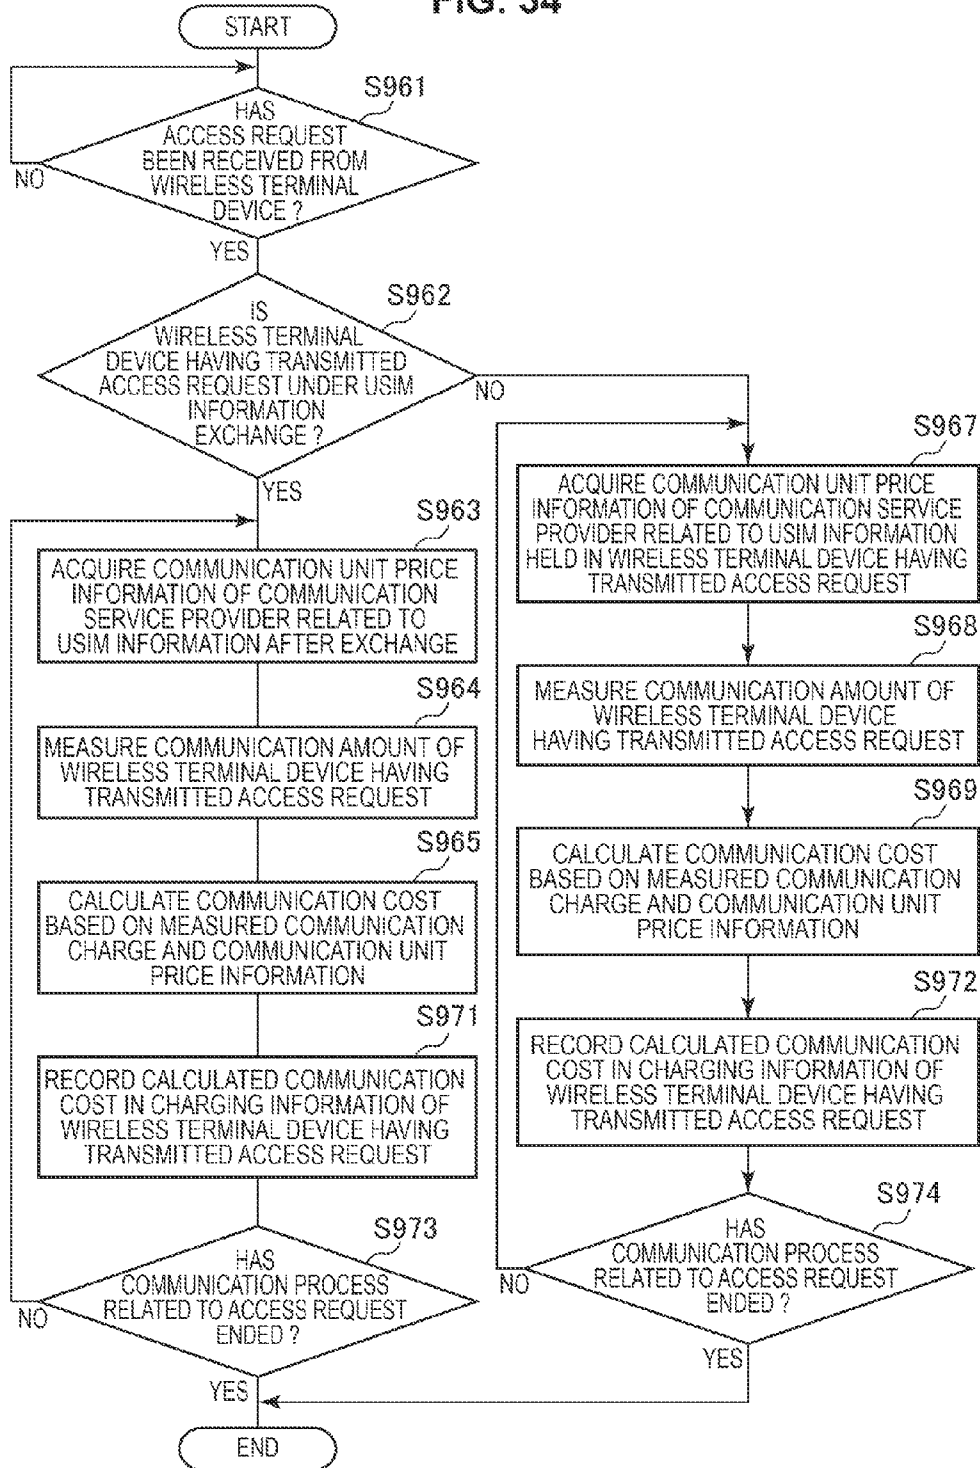 FIG. 34
START
S961
HAS
ACCESS REQUEST
BEEN RECEIVED FROM
WIRELESS TERMINAL
DEVICE ?
NO
YES
S962
IS
WIRELESS TERMINAL
DEVICE HAVING TRANSMITTED
ACCESS REQUEST UNDER USIM
INFORMATION
EXCHANGE ?
NO
YES
S963
ACQUIRE COMMUNICATION UNIT PRICE
INFORMATION OF COMMUNICATION
SERVICE PROVIDER RELATED TO
USIM INFORMATION AFTER EXCHANGE
S964
MEASURE COMMUNICATION AMOUNT OF
WIRELESS TERMINAL DEVICE HAVING
TRANSMITTED ACCESS REQUEST
S965
CALCULATE COMMUNICATION COST
BASED ON MEASURED COMMUNICATION
CHARGE AND COMMUNICATION UNIT
PRICE INFORMATION
S971
RECORD CALCULATED COMMUNICATION
COST IN CHARGING INFORMATION OF
WIRELESS TERMINAL DEVICE HAVING
TRANSMITTED ACCESS REQUEST
S973
HAS
COMMUNICATION PROCESS
RELATED TO ACCESS REQUEST
ENDED ?
NO
YES
S967
ACQUIRE COMMUNICATION UNIT PRICE
INFORMATION OF COMMUNICATION SERVICE
PROVIDER RELATED TO USIM INFORMATION
HELD IN WIRELESS TERMINAL DEVICE HAVING
TRANSMITTED ACCESS REQUEST
S968
MEASURE COMMUNICATION AMOUNT OF
WIRELESS TERMINAL DEVICE
HAVING TRANSMITTED ACCESS REQUEST
S969
CALCULATE COMMUNICATION COST
BASED ON MEASURED COMMUNICATION
CHARGE AND COMMUNICATION UNIT
PRICE INFORMATION
S972
RECORD CALCULATED COMMUNICATION
COST IN CHARGING INFORMATION OF
WIRELESS TERMINAL DEVICE HAVING
TRANSMITTED ACCESS REQUEST
S974
HAS
COMMUNICATION PROCESS
RELATED TO ACCESS REQUEST
ENDED ?
NO
YES
END